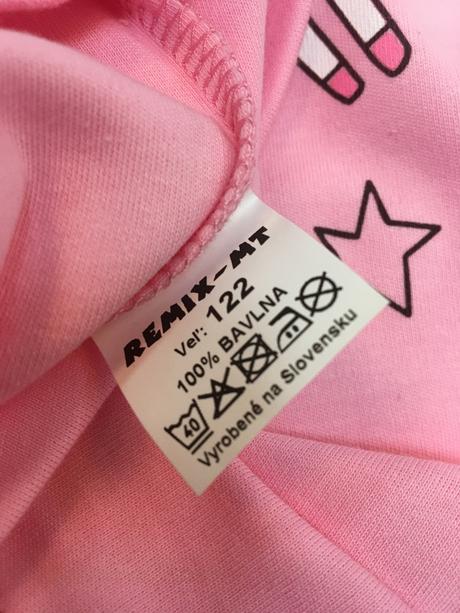 REMIX-MT
Veľ: 122
100% BAVLNA
40
Vyrobené na Slovensku